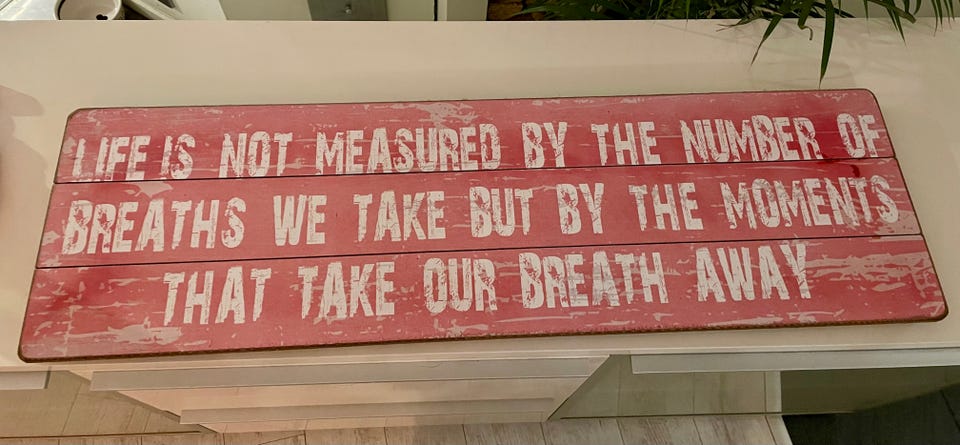 LIFE IS NOT MEASURED BY THE NUMBER OF
BREATHS WE TAKE BUT BY THE MOMENTS
THAT TAKE OUR BREATH AWAY